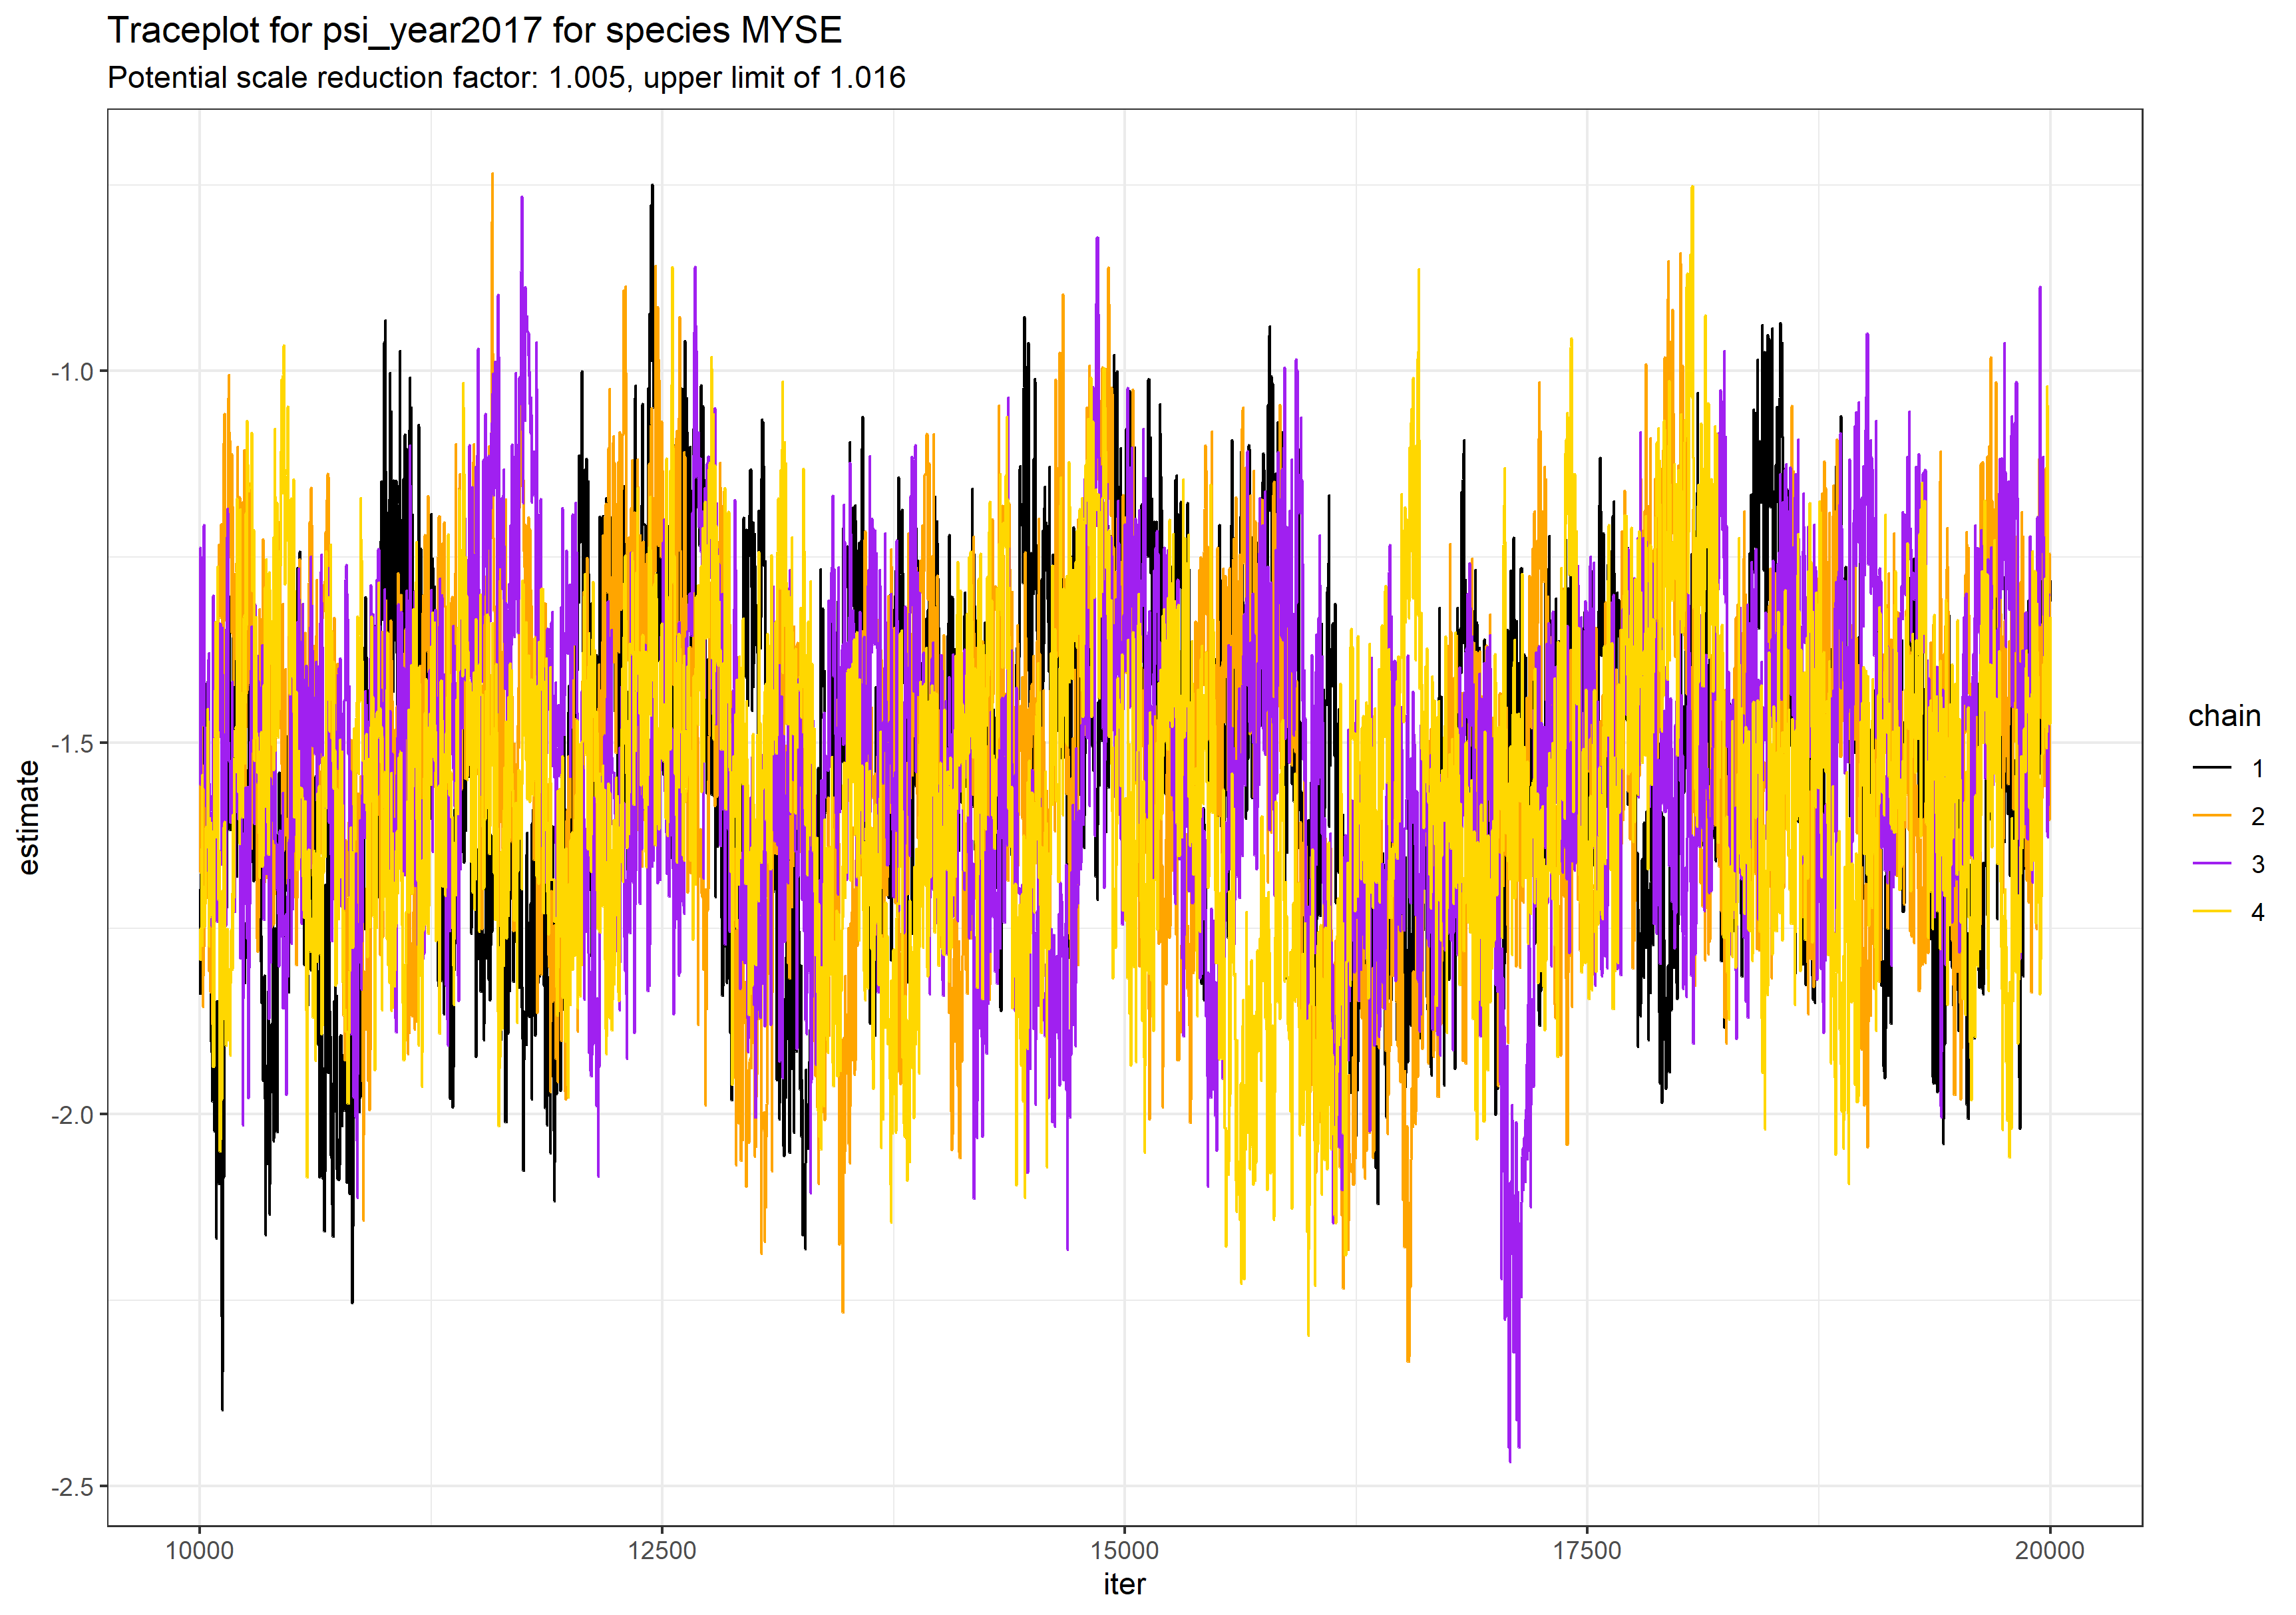 Traceplot for psi_year2017 for species MYSE
Potential scale reduction factor: 1.005, upper limit of 1.016
estimate
-1.0
-1.5
-2.0
-2.5
10000 12500 15000 17500 20000
iter
chain
1
2
3
4